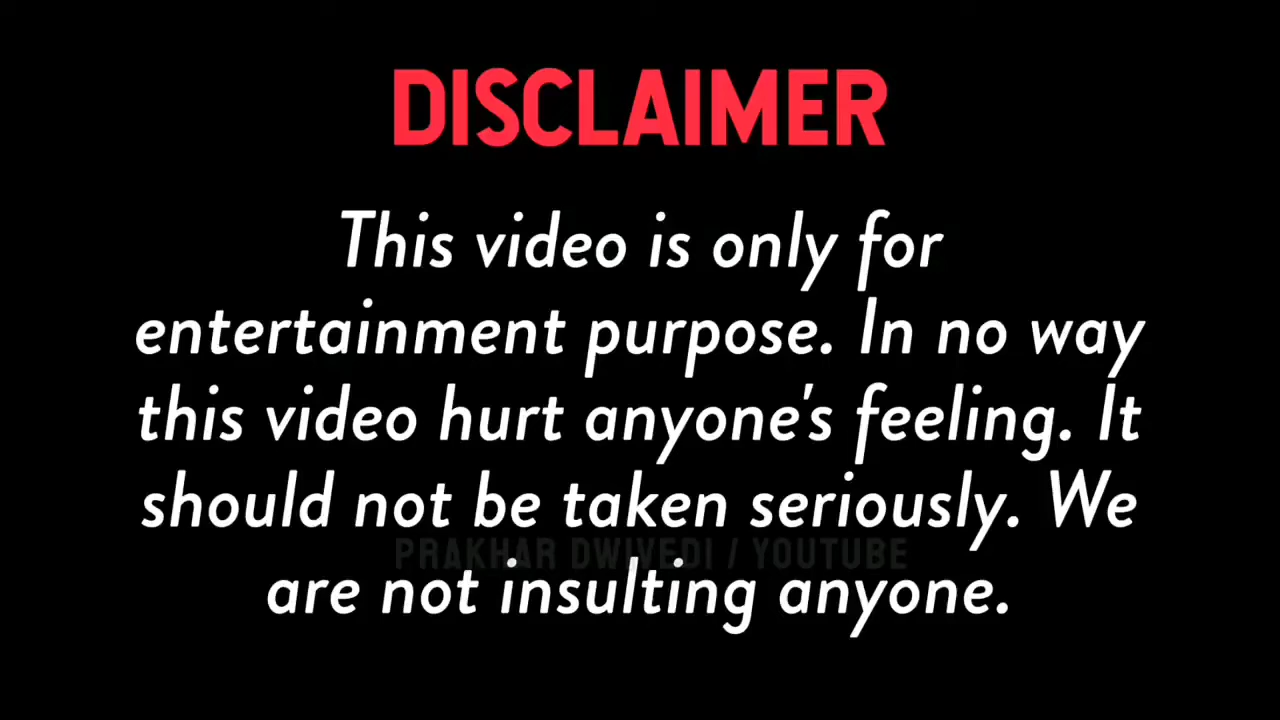 DISCLAIMER
This video is only for
entertainment purpose. In no way
this video hurt anyone's feeling. It
should not be taken seriously. We
PRAKHAR DWIVEDI / YOUTUBE
are not insulting anyone.